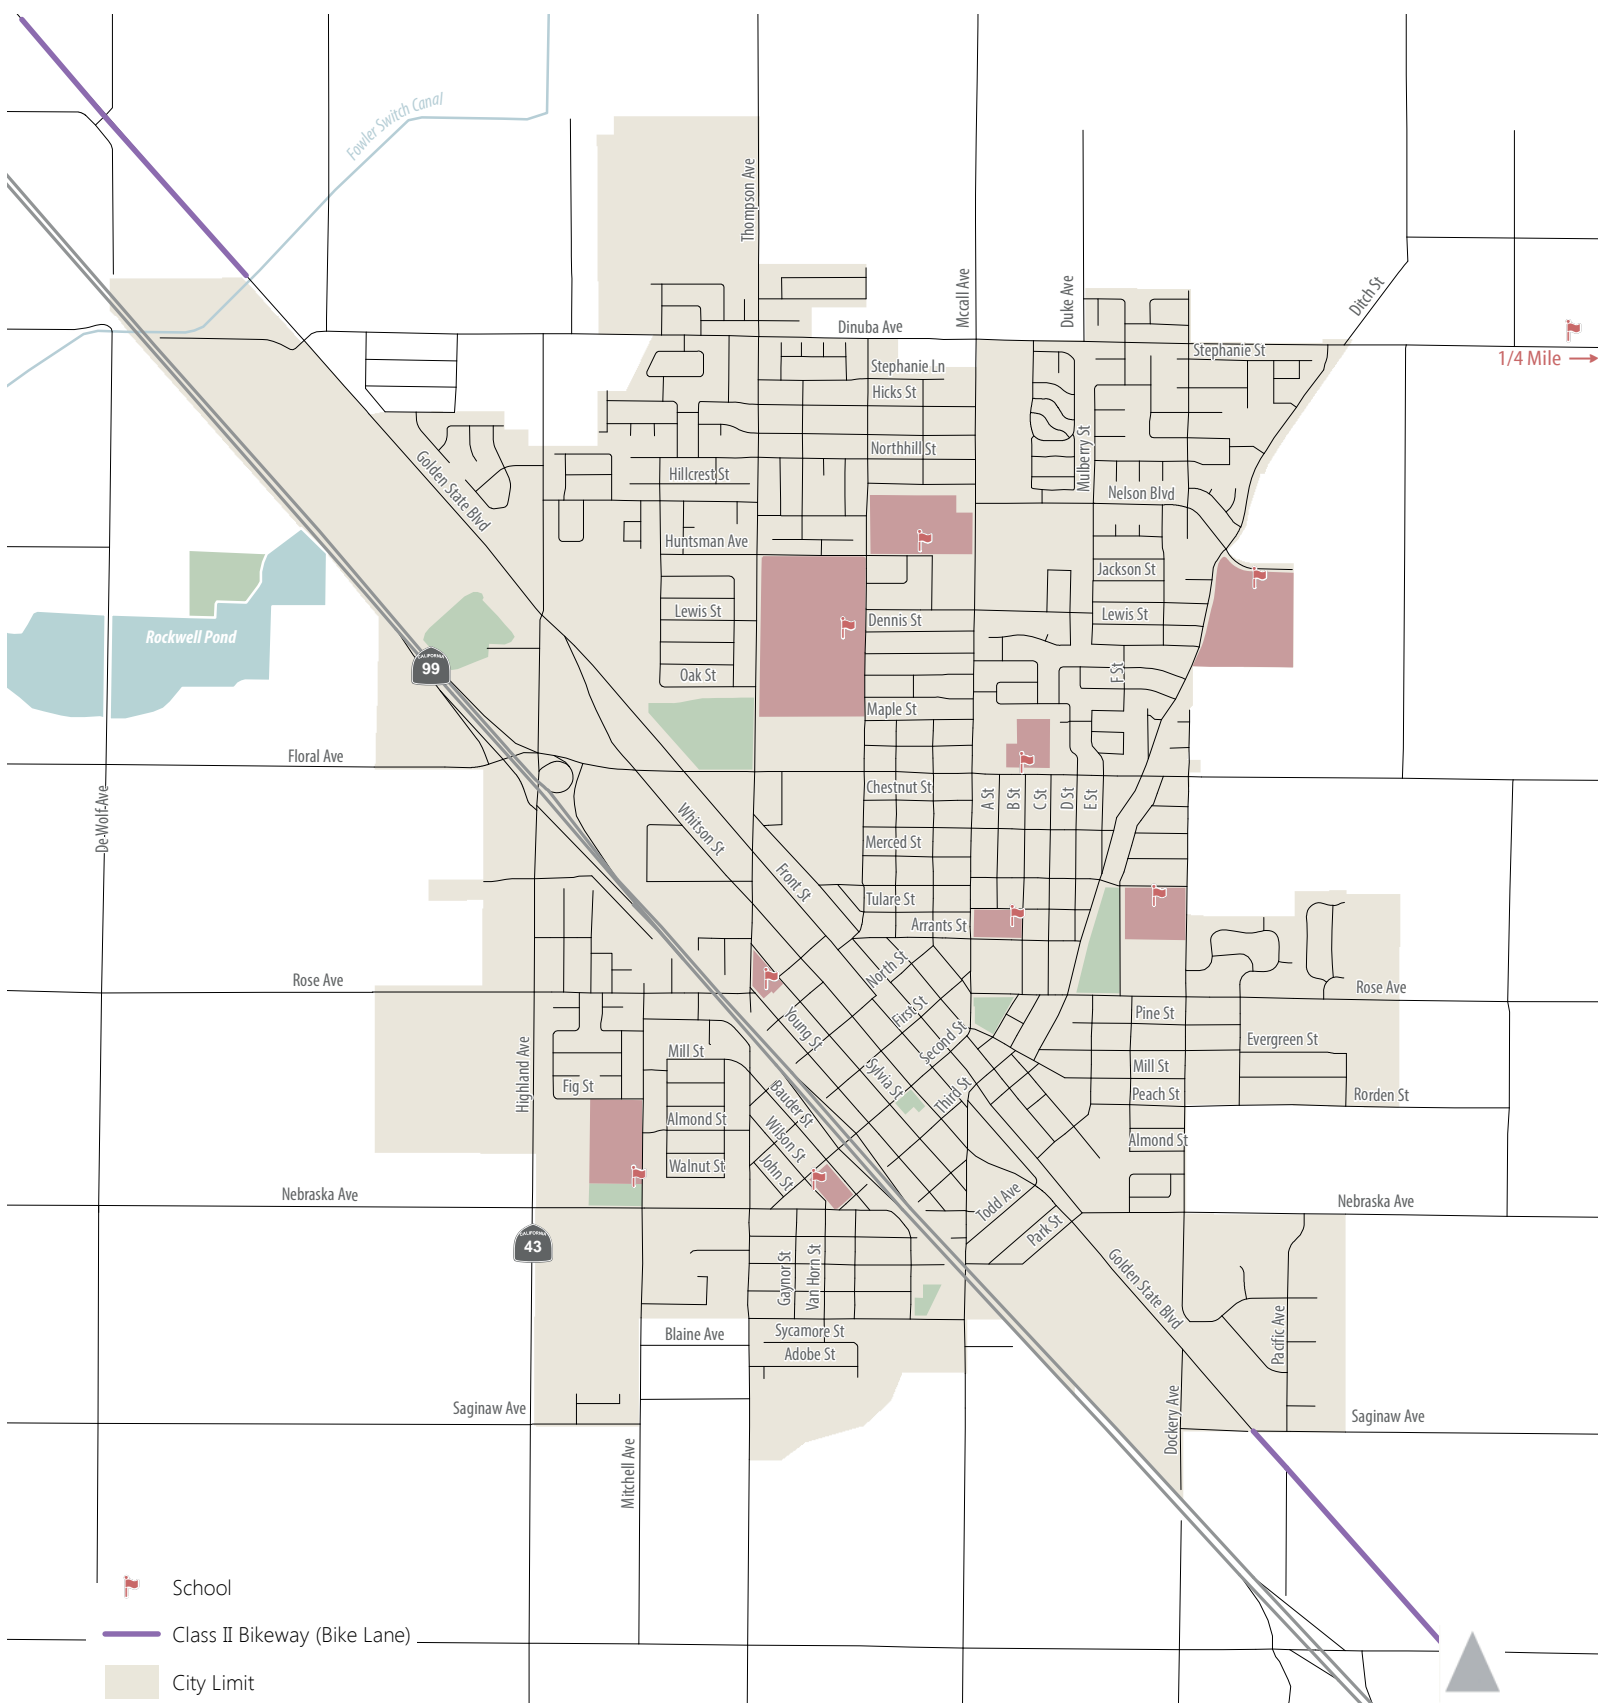 Fowler Switch Canal
Thompson Ave
Mccall Ave
Duke Ave
Ditch St
Dinuba Ave
Stephanie St
1/4 Mile
Stephanie Ln
Hicks St
Northhill St
Mulberry St
Hillcrest St
Golden State Blvd
Nelson Blvd
Huntsman Ave
Jackson St
Lewis St
Lewis St
Dennis St
Rockwell Pond
CALIFORNIA
99
Oak St
F St
Maple St
Floral Ave
De-Wolf-Ave
Chestnut St
A St
B St
C St
D St
E St
Whitson St
Merced St
Front St
Tulare St
Arrants St
North St
Rose Ave
Rose Ave
First St
Young St
Pine St
Second St
Evergreen St
Highland Ave
Mill St
Mill St
Sylvia St
Fig St
Third St
Peach St
Rorden St
Bauder St
Almond St
Wilson St
Almond St
John St
Walnut St
Nebraska Ave
Todd Ave
Nebraska Ave
Park St
CALIFORNIA
43
Gaynor St
Van Horn St
Golden State Blvd
Pacific Ave
Blaine Ave
Sycamore St
Adobe St
Saginaw Ave
Dockery Ave
Saginaw Ave
Mitchell Ave
School
Class II Bikeway (Bike Lane)
City Limit